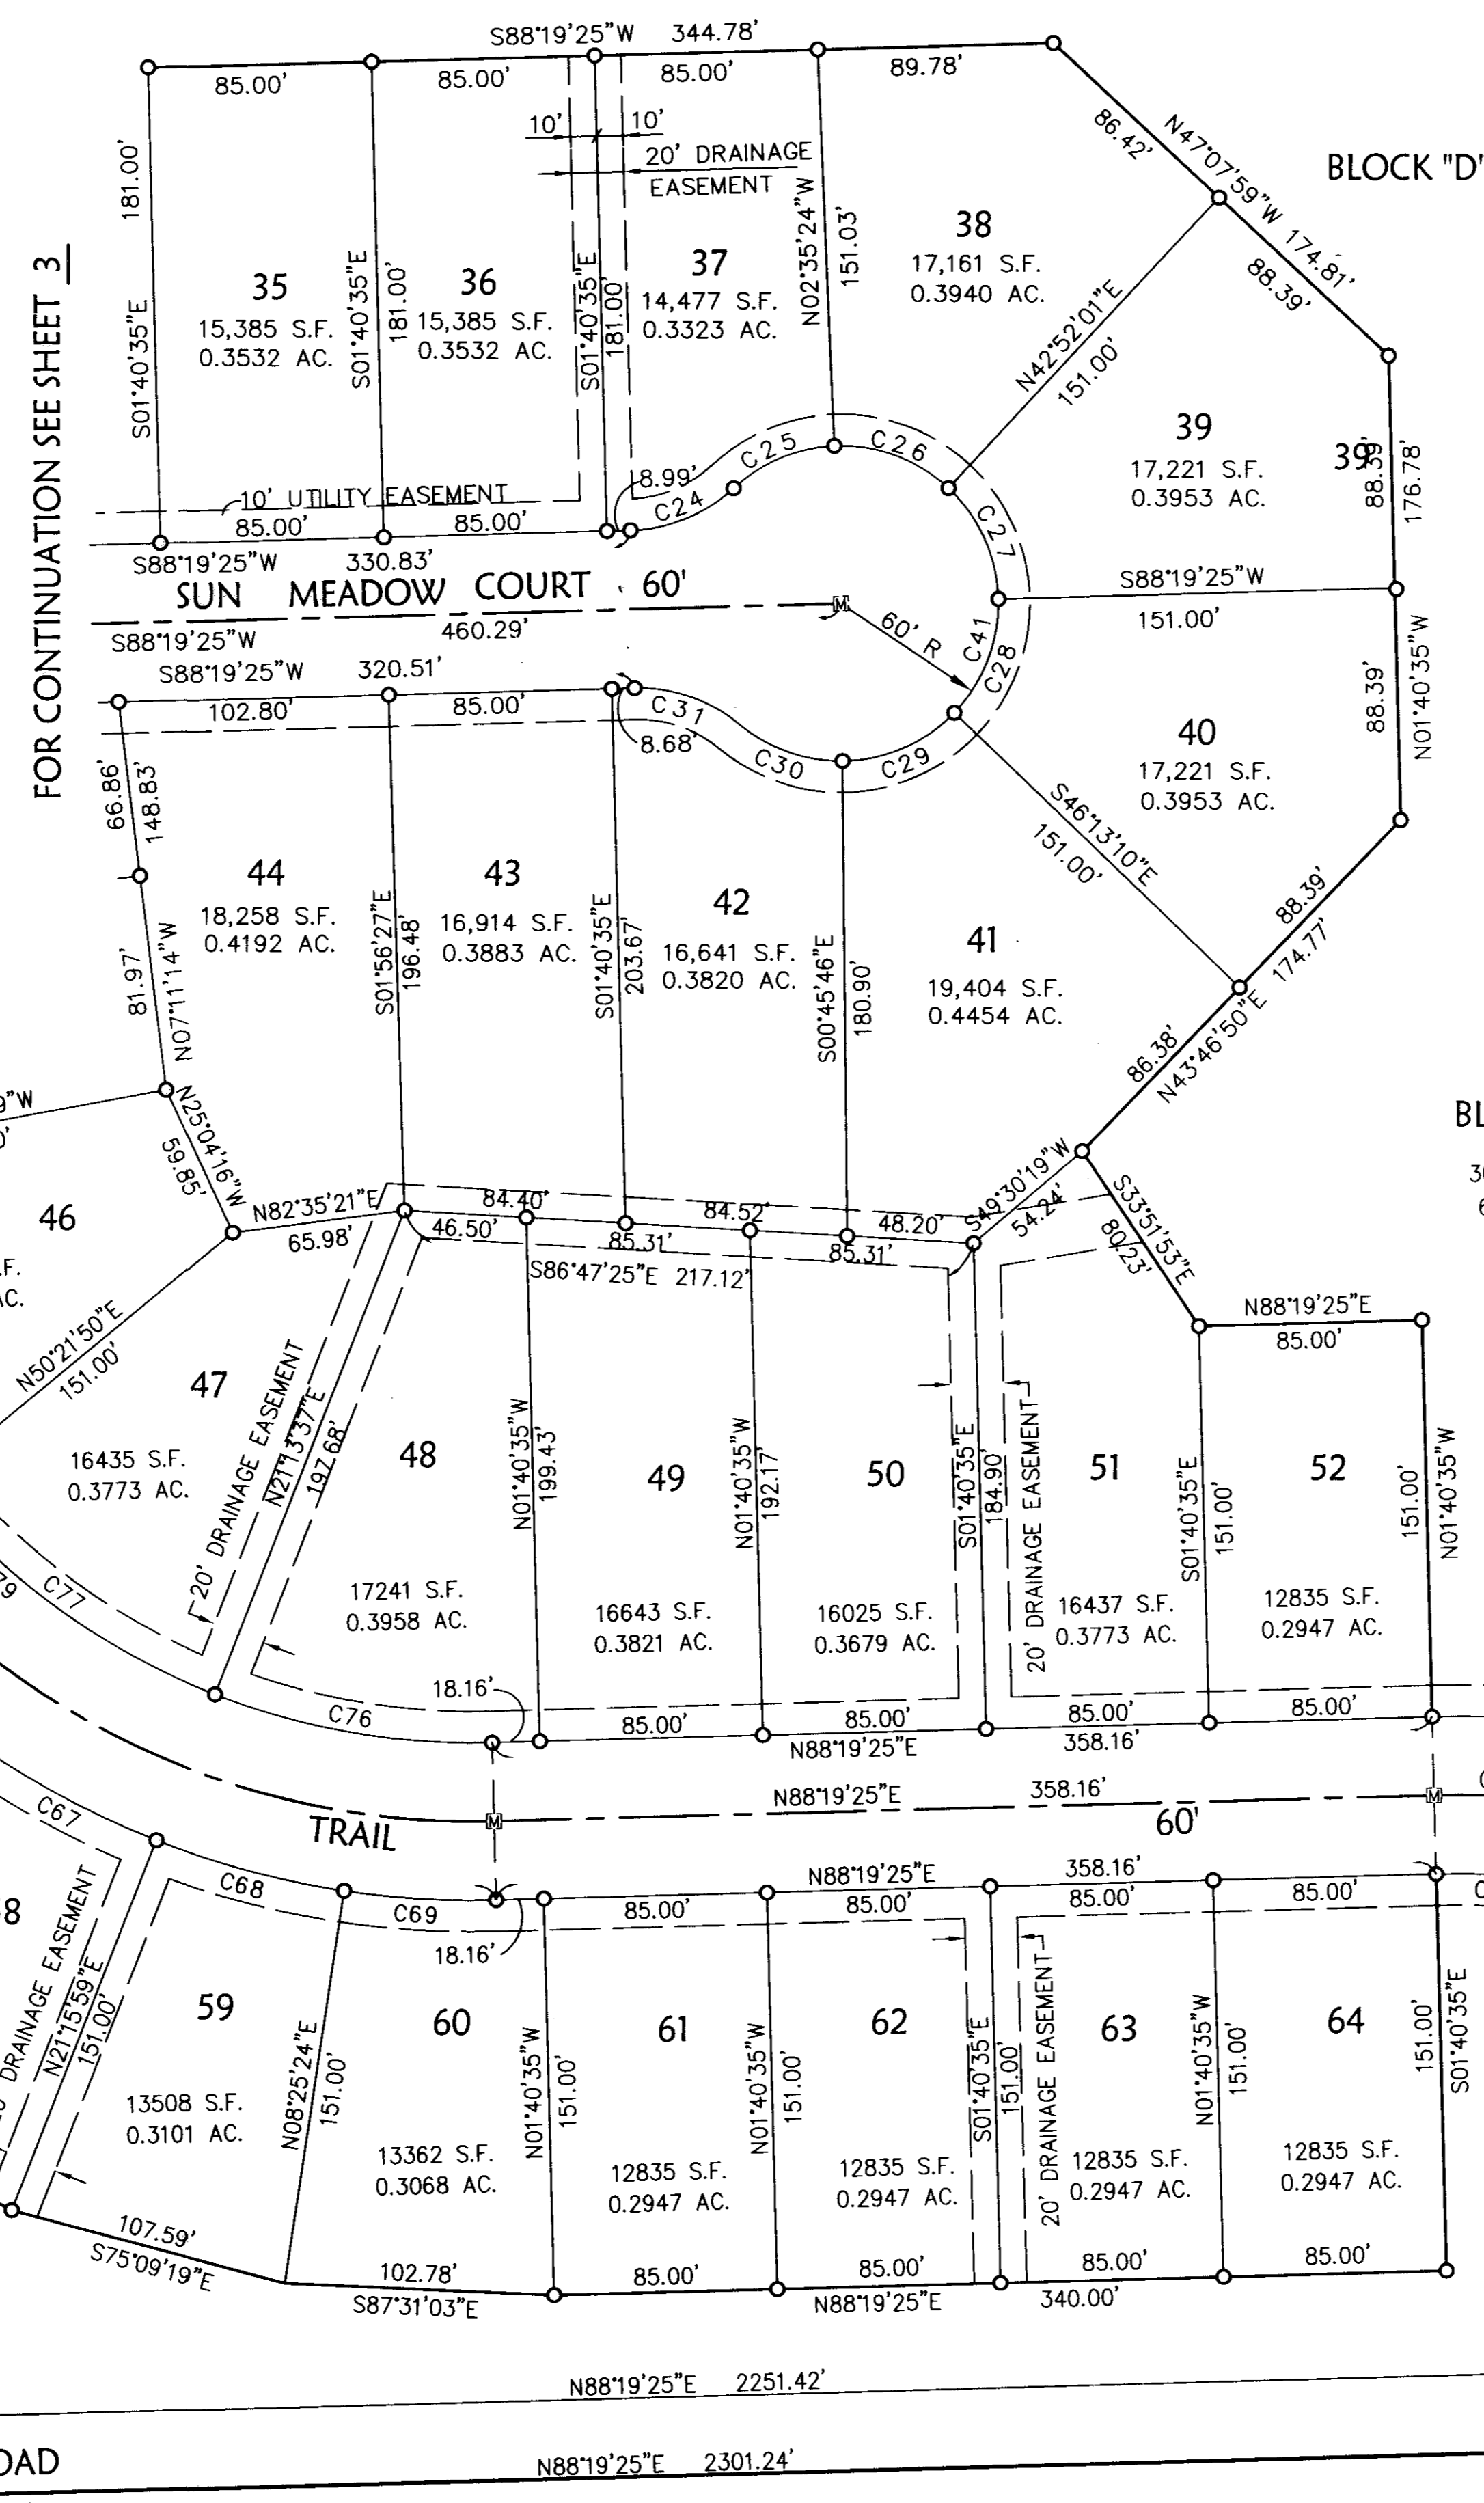 S88°19'25"W 344.78'
85.00'
85.00'
85.00'
89.78'
10'
10'
20' DRAINAGE
EASEMENT
86.42'
N47°07'59"W 174.81'
88.39'
BLOCK "D"
FOR CONTINUATION SEE SHEET 3
181.00'
S01°40'35"E
35
15,385 S.F.
0.3532 AC.
S01°40'35"E
181.00'
36
15,385 S.F.
0.3532 AC.
S01°40'35"E
181.00'
37
14,477 S.F.
0.3323 AC.
N02°35'24"W
151.03'
38
17,161 S.F.
0.3940 AC.
N42°52'01"E
151.00'
39
17,221 S.F.
0.3953 AC.
39
88.39'
176.78'
10' UTILITY EASEMENT
8.99'
C24
C25
C26
C27
85.00'
85.00'
S88°19'25"W 330.83'
SUN MEADOW COURT 60'
S88°19'25"W 460.29'
60' R
C41
C28
S88°19'25"W
151.00'
S88°19'25"W 320.51'
102.80'
85.00'
8.68'
C31
C30
C29
88.39'
N01°40'35"W
40
17,221 S.F.
0.3953 AC.
66.86'
148.83'
81.97'
N07°11'14"W
44
18,258 S.F.
0.4192 AC.
S01°56'27"E
196.48'
43
16,914 S.F.
0.3883 AC.
S01°40'35"E
203.67'
42
16,641 S.F.
0.3820 AC.
S00°45'46"E
180.90'
41
19,404 S.F.
0.4454 AC.
S46°13'10"E
151.00'
88.39'
174.77'
86.38'
N43°46'50"E
9"W
0'
N25°04'16"W
59.85'
BL
46
.F.
AC.
N82°35'21"E
65.98'
84.40'
46.50'
85.31'
84.52'
85.31'
48.20'
S86°47'25"E 217.12'
S49°30'19"W
54.24'
S33°51'53"E
80.23'
N88°19'25"E
85.00'
N50°21'50"E
151.00'
47
16435 S.F.
0.3773 AC.
20' DRAINAGE EASEMENT
N21°13'37"E
197.68'
48
17241 S.F.
0.3958 AC.
N01°40'35"W
199.43'
49
16643 S.F.
0.3821 AC.
N01°40'35"W
192.17'
50
16025 S.F.
0.3679 AC.
S01°40'35"E
184.90'
20' DRAINAGE EASEMENT
51
16437 S.F.
0.3773 AC.
S01°40'35"E
151.00'
52
12835 S.F.
0.2947 AC.
151.00'
N01°40'35"W
79
C77
C76
18.16'
85.00'
85.00'
85.00'
85.00'
N88°19'25"E 358.16'
N88°19'25"E 358.16'
TRAIL 60'
C67
C68
C69
18.16'
N88°19'25"E 358.16'
85.00'
85.00'
85.00'
85.00'
8
DRAINAGE EASEMENT
N21°15'59"E
151.00'
59
13508 S.F.
0.3101 AC.
N08°25'24"E
151.00'
60
13362 S.F.
0.3068 AC.
N01°40'35"W
151.00'
61
12835 S.F.
0.2947 AC.
N01°40'35"W
151.00'
62
12835 S.F.
0.2947 AC.
S01°40'35"E
151.00'
20' DRAINAGE EASEMENT
63
12835 S.F.
0.2947 AC.
N01°40'35"W
151.00'
64
12835 S.F.
0.2947 AC.
151.00'
S01°40'35"E
107.59'
S75°09'19"E
102.78'
S87°31'03"E
85.00'
85.00'
85.00'
85.00'
N88°19'25"E 340.00'
N88°19'25"E 2251.42'
OAD
N88°19'25"E 2301.24'